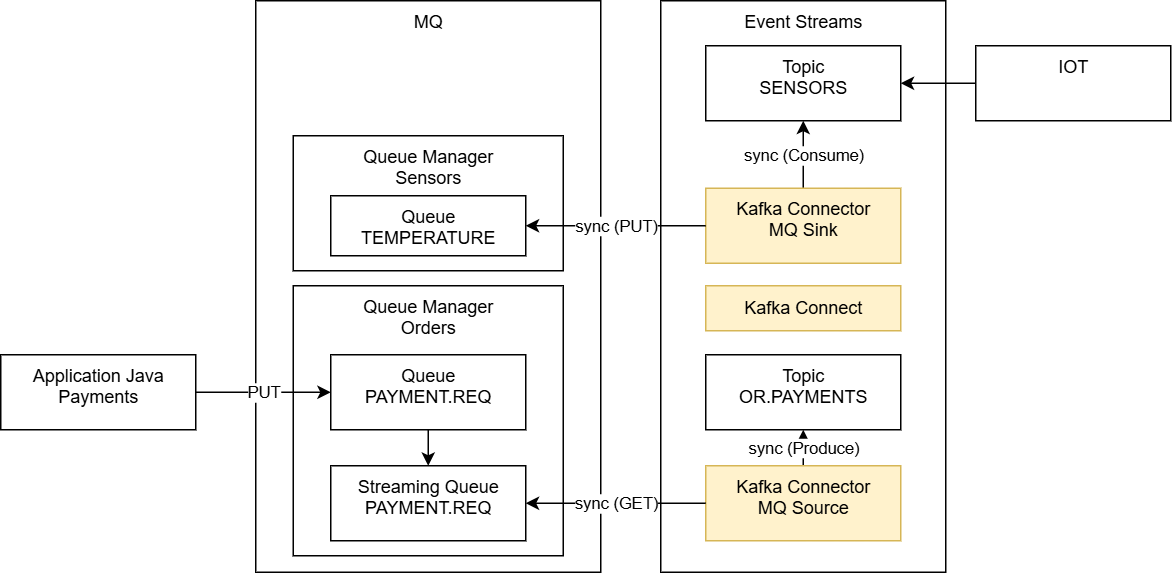 MQ
Event Streams
Topic
SENSORS
IOT
sync (Consume)
Queue Manager
Sensors
Queue
TEMPERATURE
sync (PUT)
Kafka Connector
MQ Sink
Queue Manager
Orders
Kafka Connect
Application Java
Payments
PUT
Queue
PAYMENT.REQ
Topic
OR.PAYMENTS
sync (Produce)
Streaming Queue
PAYMENT.REQ
sync (GET)
Kafka Connector
MQ Source